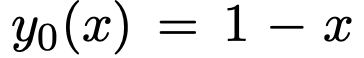 y₀(x) = 1 − x